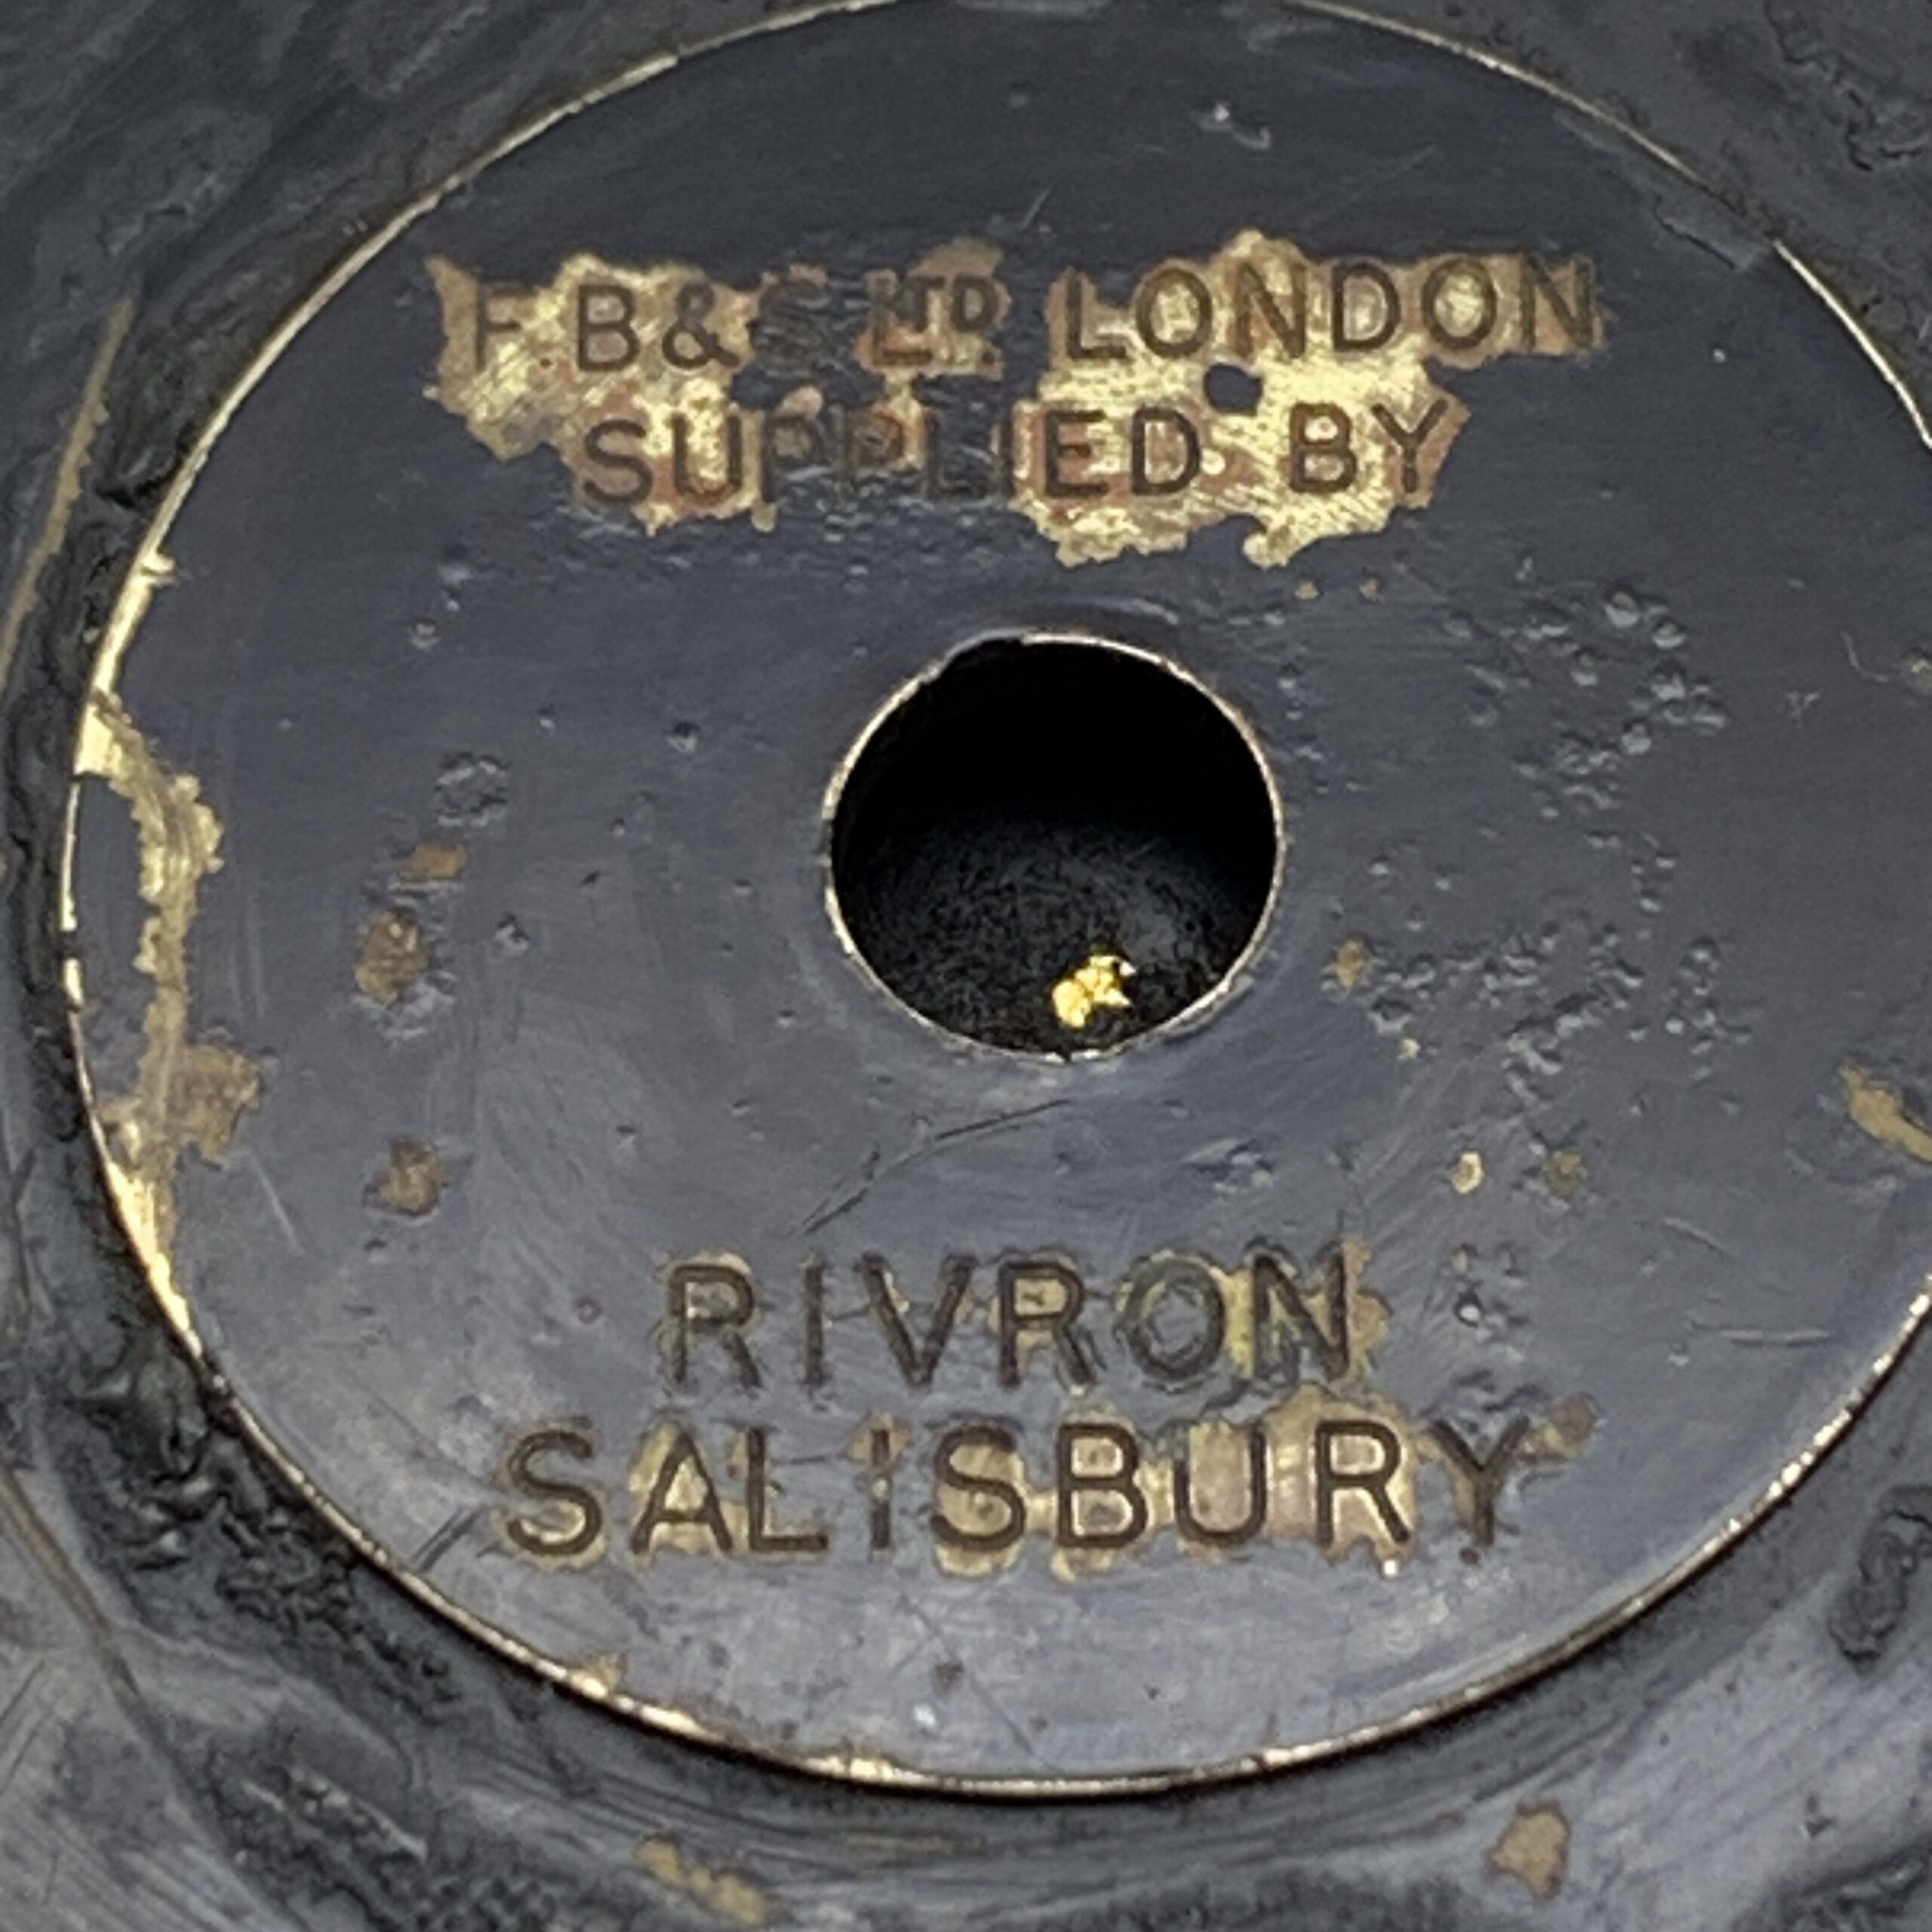 F.B&S LTD. LONDON
SUPPLIED BY
RIVRON
SALISBURY